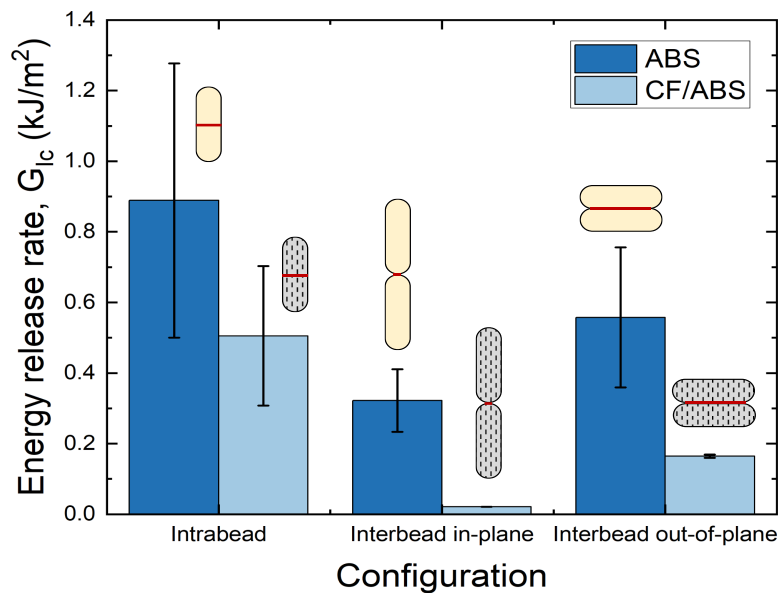 Energy release rate, G_Ic (kJ/m²)
1.4
1.2
1.0
0.8
0.6
0.4
0.2
0.0
ABS
CF/ABS
Intrabead
Interbead in-plane
Interbead out-of-plane
Configuration